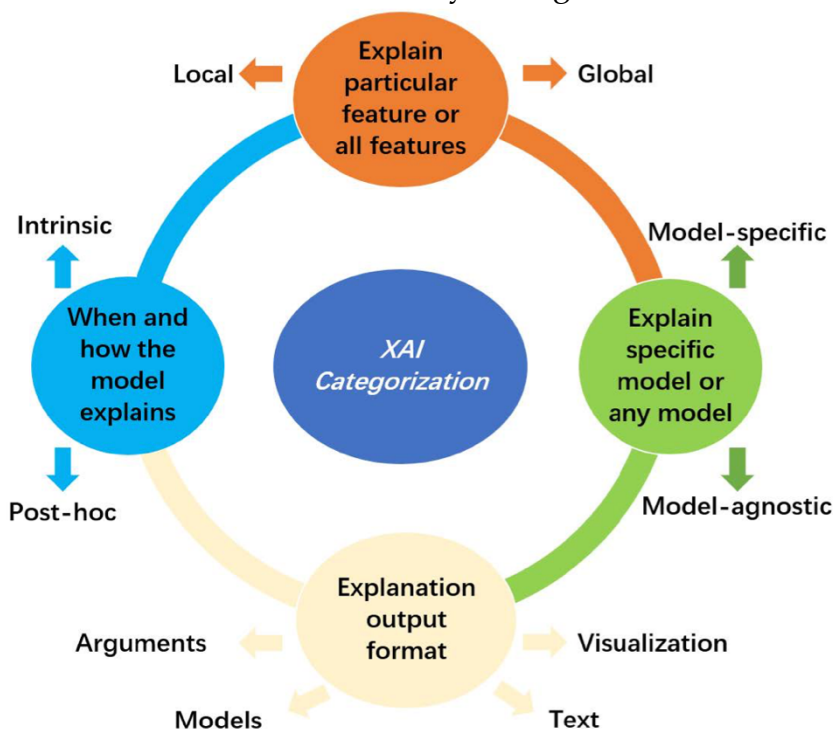 Explain
particular
feature or
all features
Local
Global
Intrinsic
Model-specific
When and
how the
model
explains
XAI
Categorization
Explain
specific
model or
any model
Post-hoc
Model-agnostic
Explanation
output
format
Arguments
Visualization
Models
Text